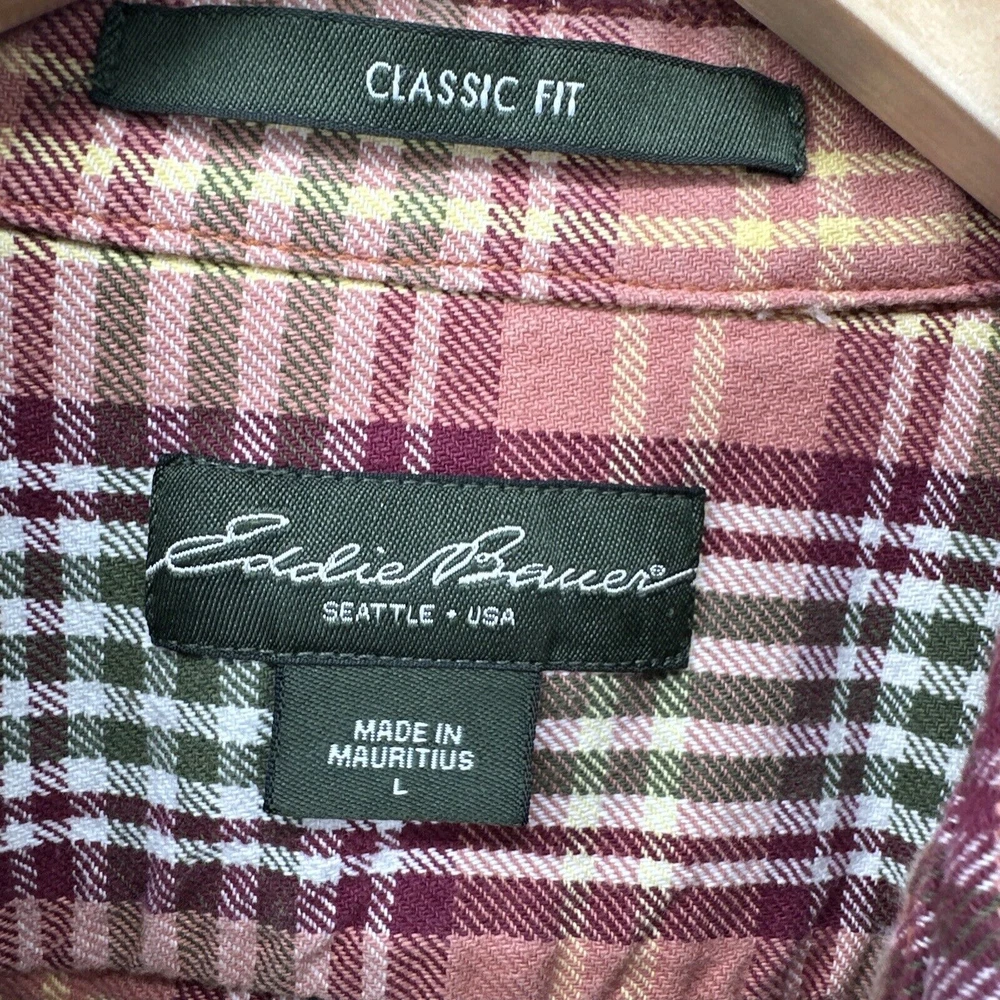 CLASSIC FIT
Eddie Bauer®
SEATTLE • USA
MADE IN
MAURITIUS
L